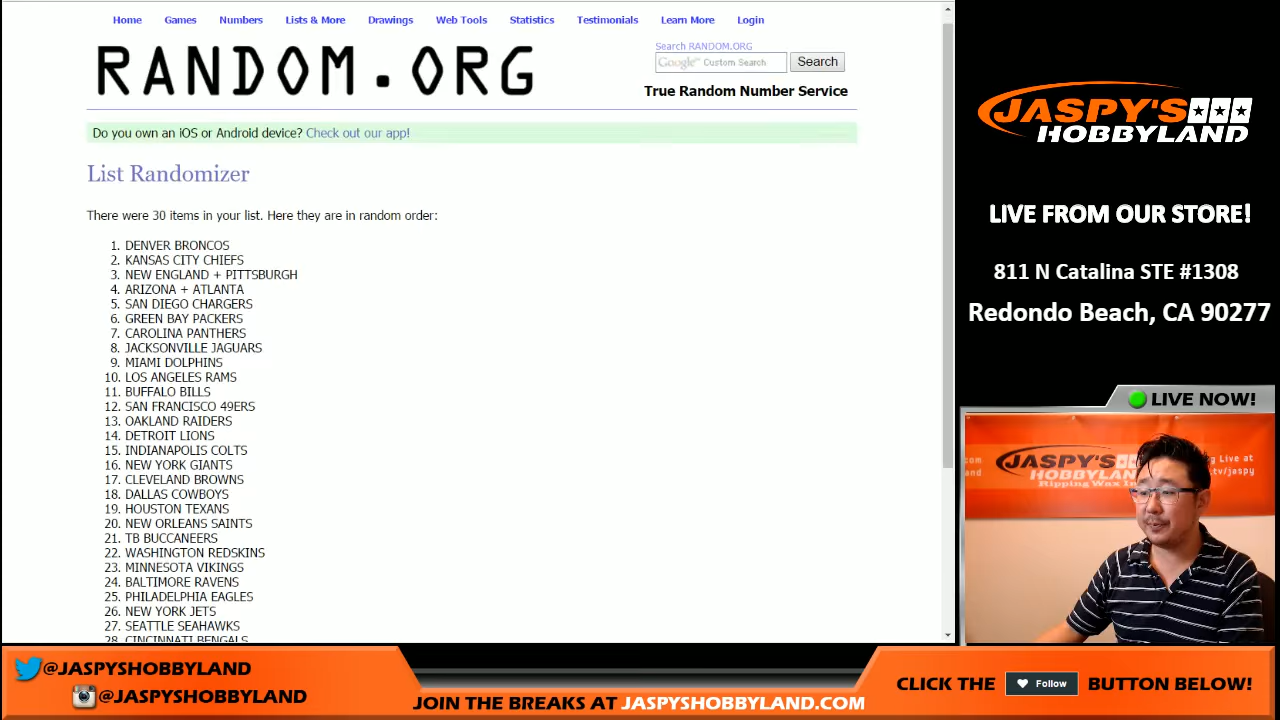 Home Games Numbers Lists & More Drawings Web Tools Statistics Testimonials Learn More Login
RANDOM.ORG
Search RANDOM.ORG
Google™ Custom Search Search
True Random Number Service
Do you own an iOS or Android device? Check out our app!
List Randomizer
There were 30 items in your list. Here they are in random order:
1. DENVER BRONCOS
2. KANSAS CITY CHIEFS
3. NEW ENGLAND + PITTSBURGH
4. ARIZONA + ATLANTA
5. SAN DIEGO CHARGERS
6. GREEN BAY PACKERS
7. CAROLINA PANTHERS
8. JACKSONVILLE JAGUARS
9. MIAMI DOLPHINS
10. LOS ANGELES RAMS
11. BUFFALO BILLS
12. SAN FRANCISCO 49ERS
13. OAKLAND RAIDERS
14. DETROIT LIONS
15. INDIANAPOLIS COLTS
16. NEW YORK GIANTS
17. CLEVELAND BROWNS
18. DALLAS COWBOYS
19. HOUSTON TEXANS
20. NEW ORLEANS SAINTS
21. TB BUCCANEERS
22. WASHINGTON REDSKINS
23. MINNESOTA VIKINGS
24. BALTIMORE RAVENS
25. PHILADELPHIA EAGLES
26. NEW YORK JETS
27. SEATTLE SEAHAWKS
28. CINCINNATI BENGALS
JASPY'S
HOBBYLAND
LIVE FROM OUR STORE!
811 N Catalina STE #1308
Redondo Beach, CA 90277
LIVE NOW!
JASPY'S
HOBBYLAND
Ripping Wax
g Live at
tv/jaspy
@JASPYSHOBBYLAND
@JASPYSHOBBYLAND
JOIN THE BREAKS AT JASPYSHOBBYLAND.COM
CLICK THE Follow BUTTON BELOW!